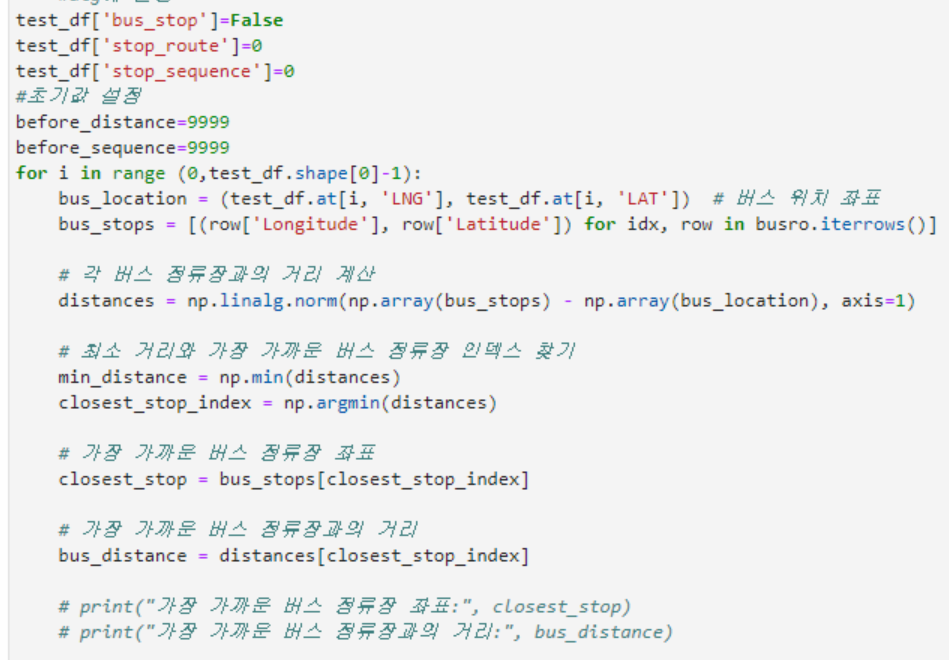 test_df['bus_stop']=False
test_df['stop_route']=0
test_df['stop_sequence']=0
#초기값 설정
before_distance=9999
before_sequence=9999
for i in range (0,test_df.shape[0]-1):
    bus_location = (test_df.at[i, 'LNG'], test_df.at[i, 'LAT'])  # 버스 위치 좌표
    bus_stops = [(row['Longitude'], row['Latitude']) for idx, row in busro.iterrows()]
    # 각 버스 정류장과의 거리 계산
    distances = np.linalg.norm(np.array(bus_stops) - np.array(bus_location), axis=1)
    # 최소 거리와 가장 가까운 버스 정류장 인덱스 찾기
    min_distance = np.min(distances)
    closest_stop_index = np.argmin(distances)
    # 가장 가까운 버스 정류장 좌표
    closest_stop = bus_stops[closest_stop_index]
    # 가장 가까운 버스 정류장과의 거리
    bus_distance = distances[closest_stop_index]
    # print("가장 가까운 버스 정류장 좌표:", closest_stop)
    # print("가장 가까운 버스 정류장과의 거리:", bus_distance)